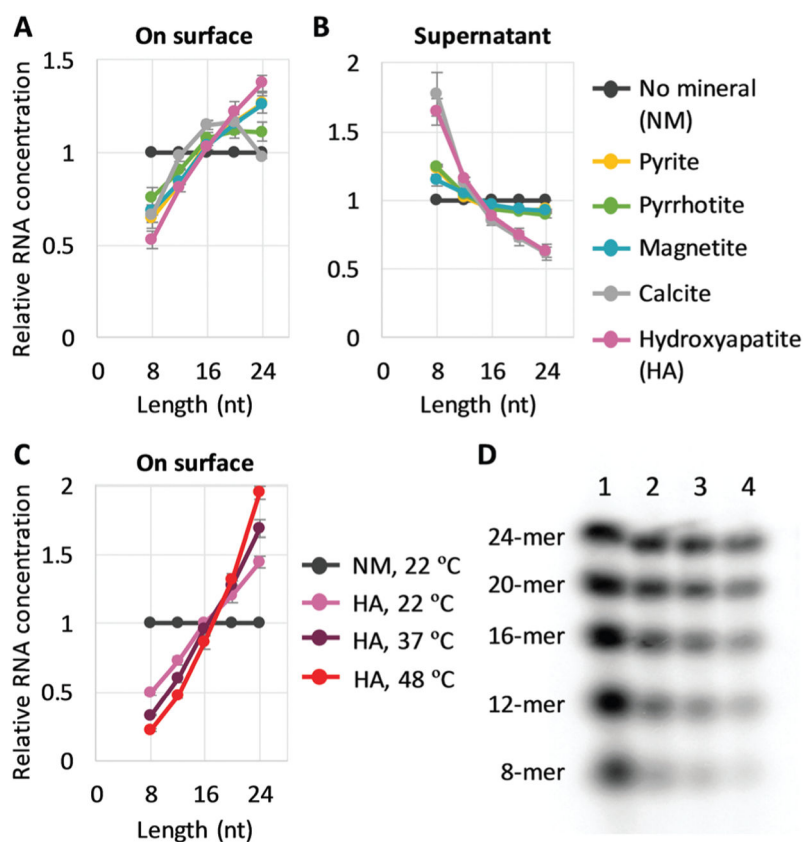 A
On surface
B
Supernatant
Relative RNA concentration
1.5
1
0.5
0
0 8 16 24
Length (nt)
2
1.5
1
0.5
0
0 8 16 24
Length (nt)
No mineral
(NM)
Pyrite
Pyrrhotite
Magnetite
Calcite
Hydroxyapatite
(HA)
C
On surface
Relative RNA concentration
2
1.5
1
0.5
0
0 8 16 24
Length (nt)
NM, 22 ºC
HA, 22 ºC
HA, 37 ºC
HA, 48 ºC
D
1 2 3 4
24-mer
20-mer
16-mer
12-mer
8-mer